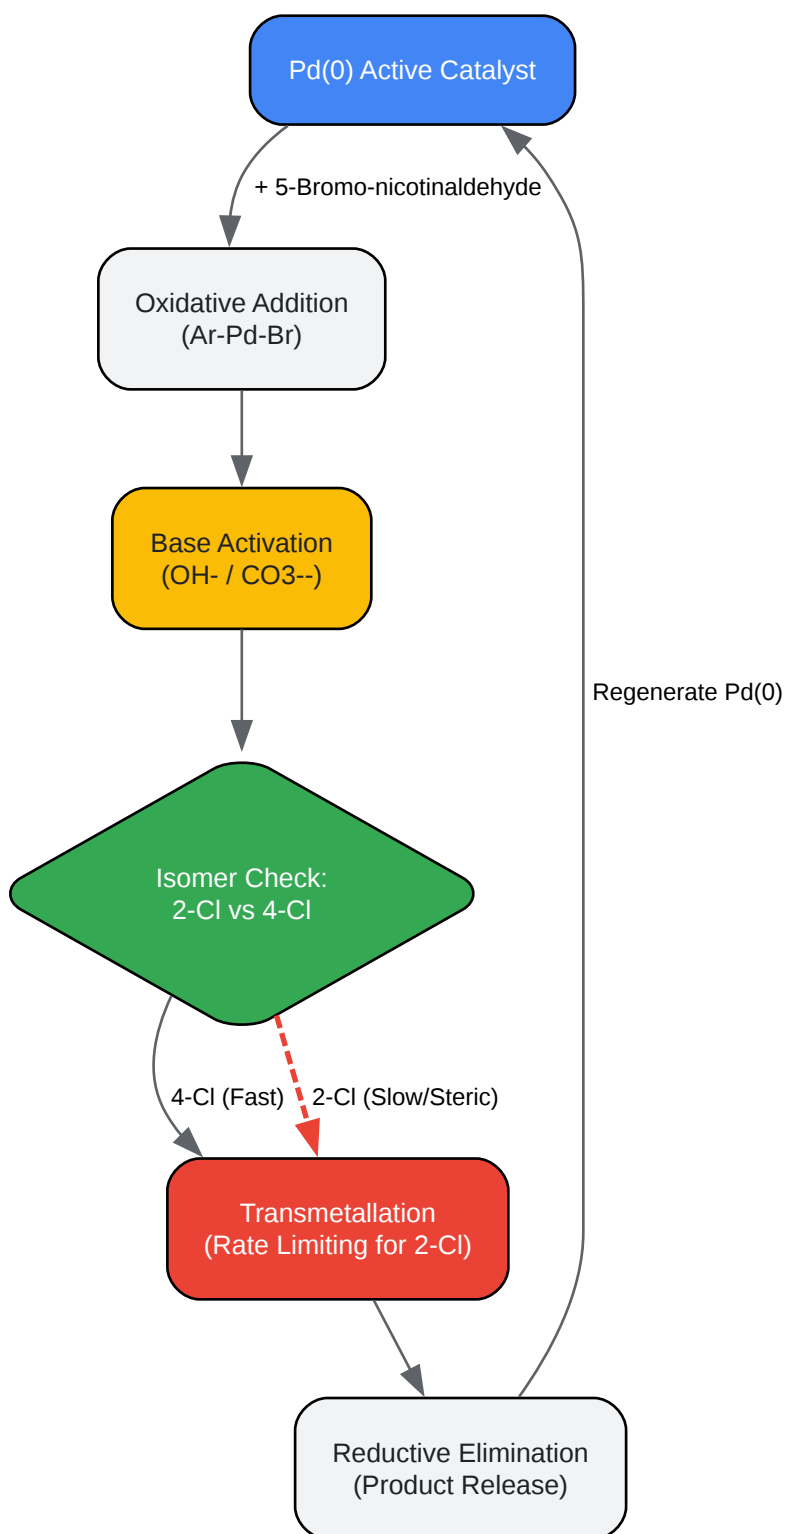 Pd(0) Active Catalyst
+ 5-Bromo-nicotinaldehyde
Oxidative Addition
(Ar-Pd-Br)
Base Activation
(OH- / CO3--)
Regenerate Pd(0)
Isomer Check:
2-Cl vs 4-Cl
4-Cl (Fast)
2-Cl (Slow/Steric)
Transmetallation
(Rate Limiting for 2-Cl)
Reductive Elimination
(Product Release)